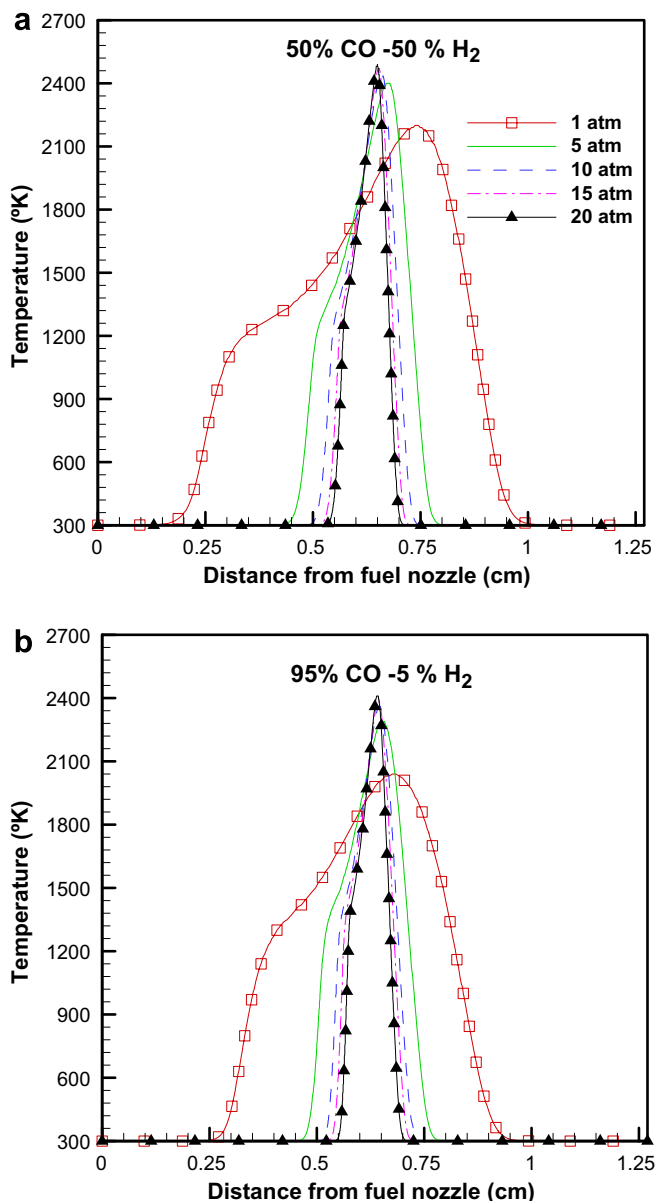 a
2700
50% CO -50 % H₂
2400
1 atm
5 atm
10 atm
15 atm
20 atm
2100
1800
1500
1200
900
600
300
Temperature (ºK)
0 0.25 0.5 0.75 1 1.25
Distance from fuel nozzle (cm)
b
2700
95% CO -5 % H₂
2400
2100
1800
1500
1200
900
600
300
Temperature (ºK)
0 0.25 0.5 0.75 1 1.25
Distance from fuel nozzle (cm)